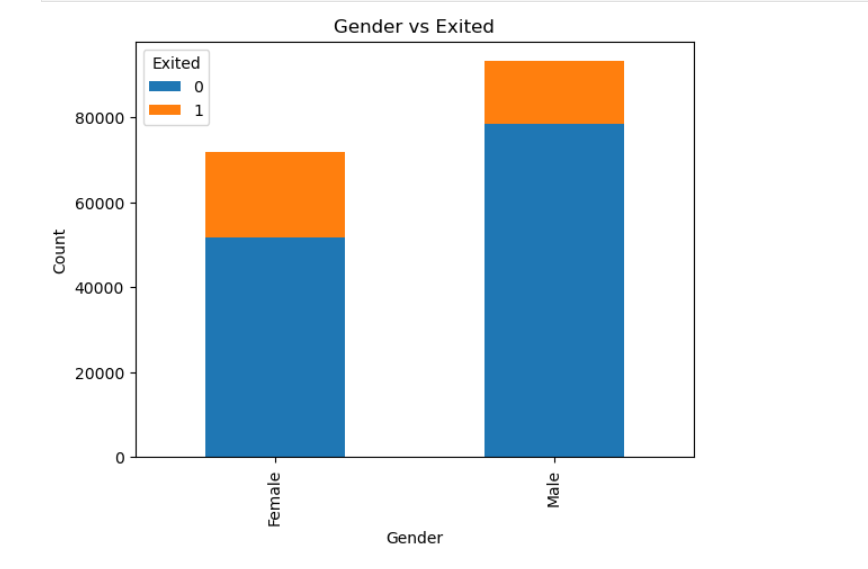 Gender vs Exited
Exited
0
1
80000
60000
40000
20000
0
Count
Female
Male
Gender